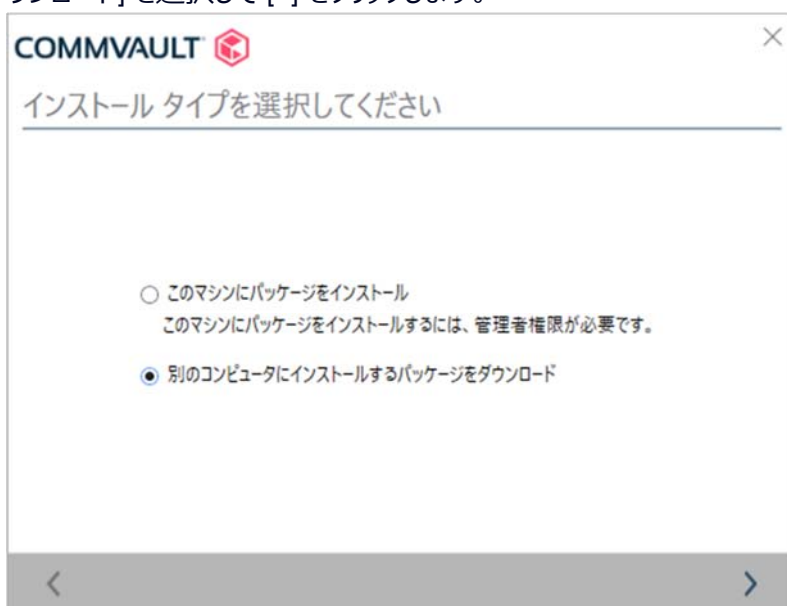 COMMVAULT
インストール タイプを選択してください
このマシンにパッケージをインストール
このマシンにパッケージをインストールするには、管理者権限が必要です。
別のコンピュータにインストールするパッケージをダウンロード